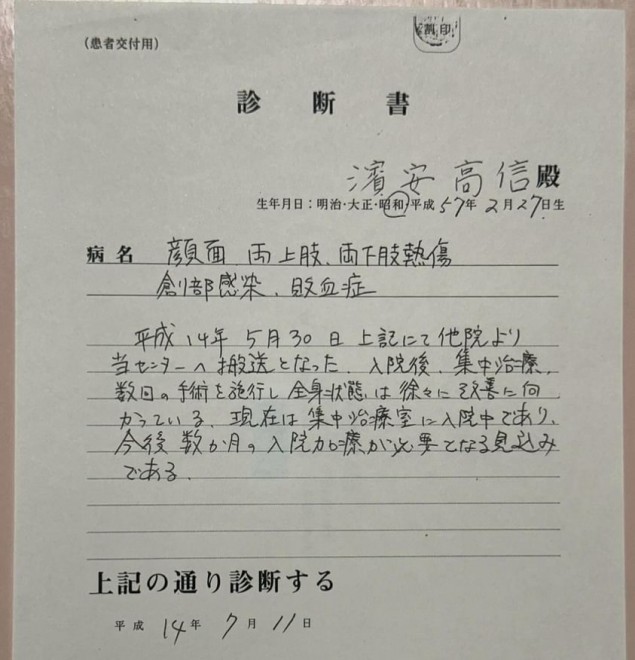 (患者交付用)
割印
診断書
濱安高信殿
生年月日:明治・大正・昭和・平成 57年 2月 27日生
病名 顔面、両上肢、両下肢熱傷
創部感染、敗血症
平成14年5月30日上記にて他院より
当センターへ搬送となった。入院後、集中治療、
数回の手術を施行し全身状態は徐々に改善に向
かっている。現在は集中治療室に入院中であり、
今後数か月の入院加療が必要となる見込み
である。
上記の通り診断する
平成 14年 7月 11日